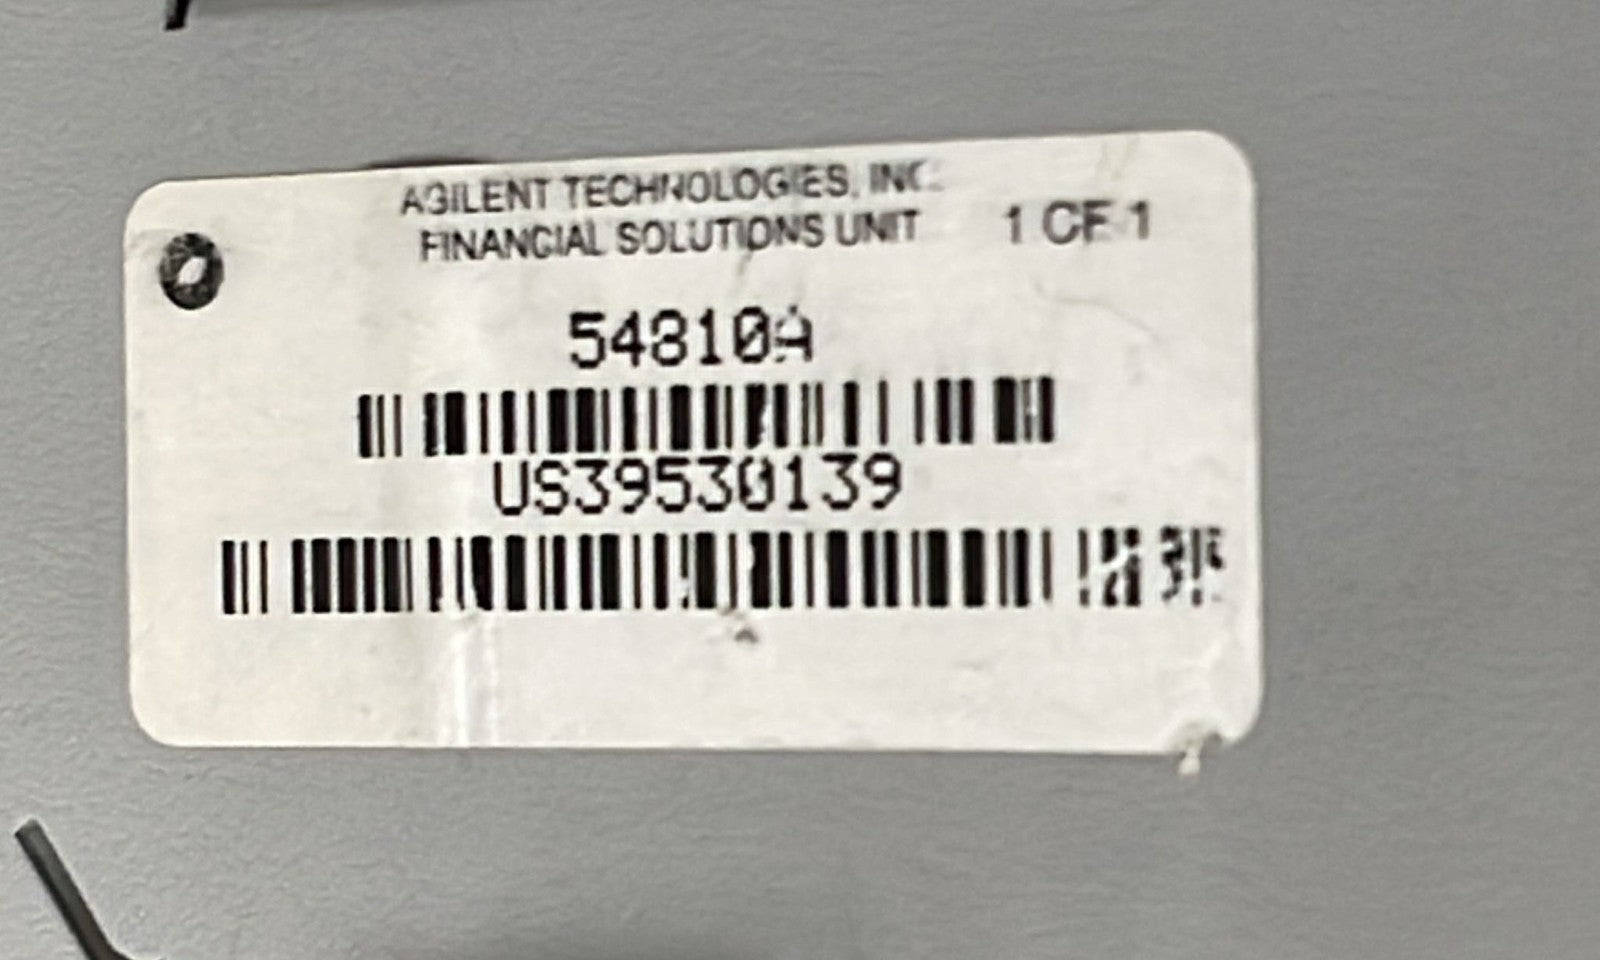 AGILENT TECHNOLOGIES, INC.
FINANCIAL SOLUTIONS UNIT 1 OF 1
54810A
US39530139